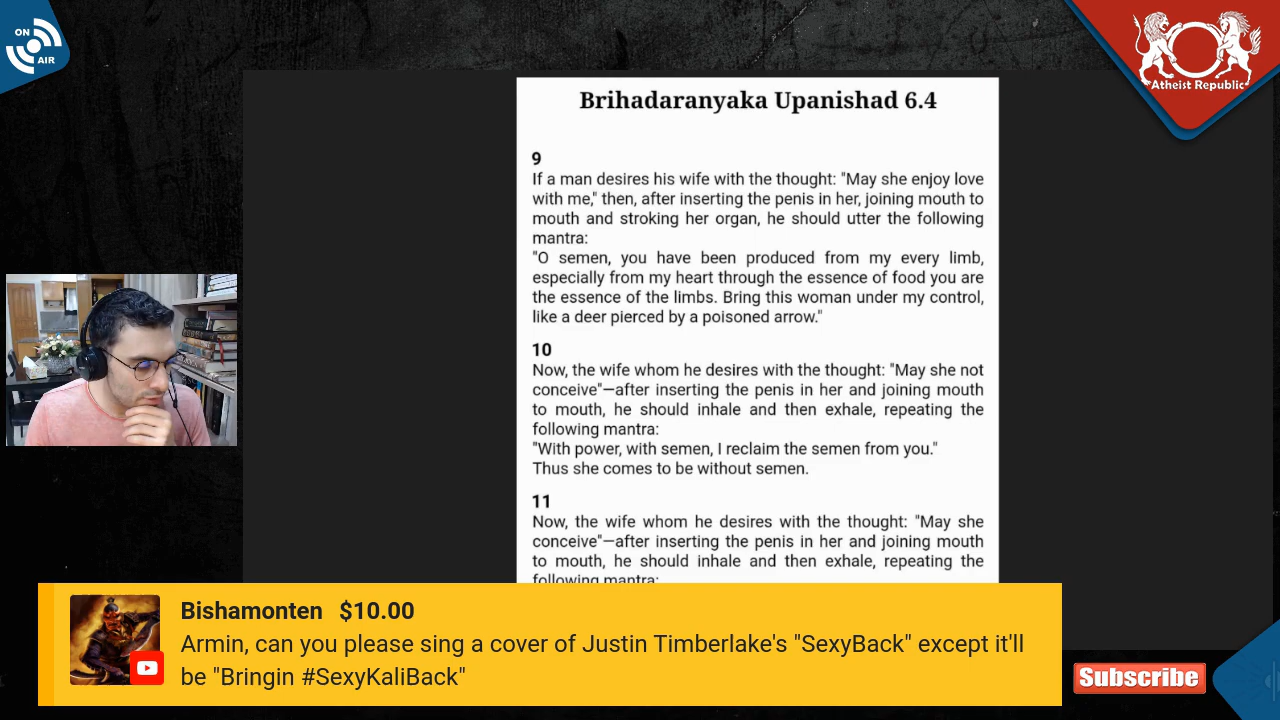 ON
AIR
Atheist Republic
Brihadaranyaka Upanishad 6.4
9
If a man desires his wife with the thought: "May she enjoy love
with me," then, after inserting the penis in her, joining mouth to
mouth and stroking her organ, he should utter the following
mantra:
"O semen, you have been produced from my every limb,
especially from my heart through the essence of food you are
the essence of the limbs. Bring this woman under my control,
like a deer pierced by a poisoned arrow."
10
Now, the wife whom he desires with the thought: "May she not
conceive"—after inserting the penis in her and joining mouth
to mouth, he should inhale and then exhale, repeating the
following mantra:
"With power, with semen, I reclaim the semen from you."
Thus she comes to be without semen.
11
Now, the wife whom he desires with the thought: "May she
conceive"—after inserting the penis in her and joining mouth
to mouth, he should inhale and then exhale, repeating the
following mantra:
Bishamonten $10.00
Armin, can you please sing a cover of Justin Timberlake's "SexyBack" except it'll
be "Bringin #SexyKaliBack"
Subscribe